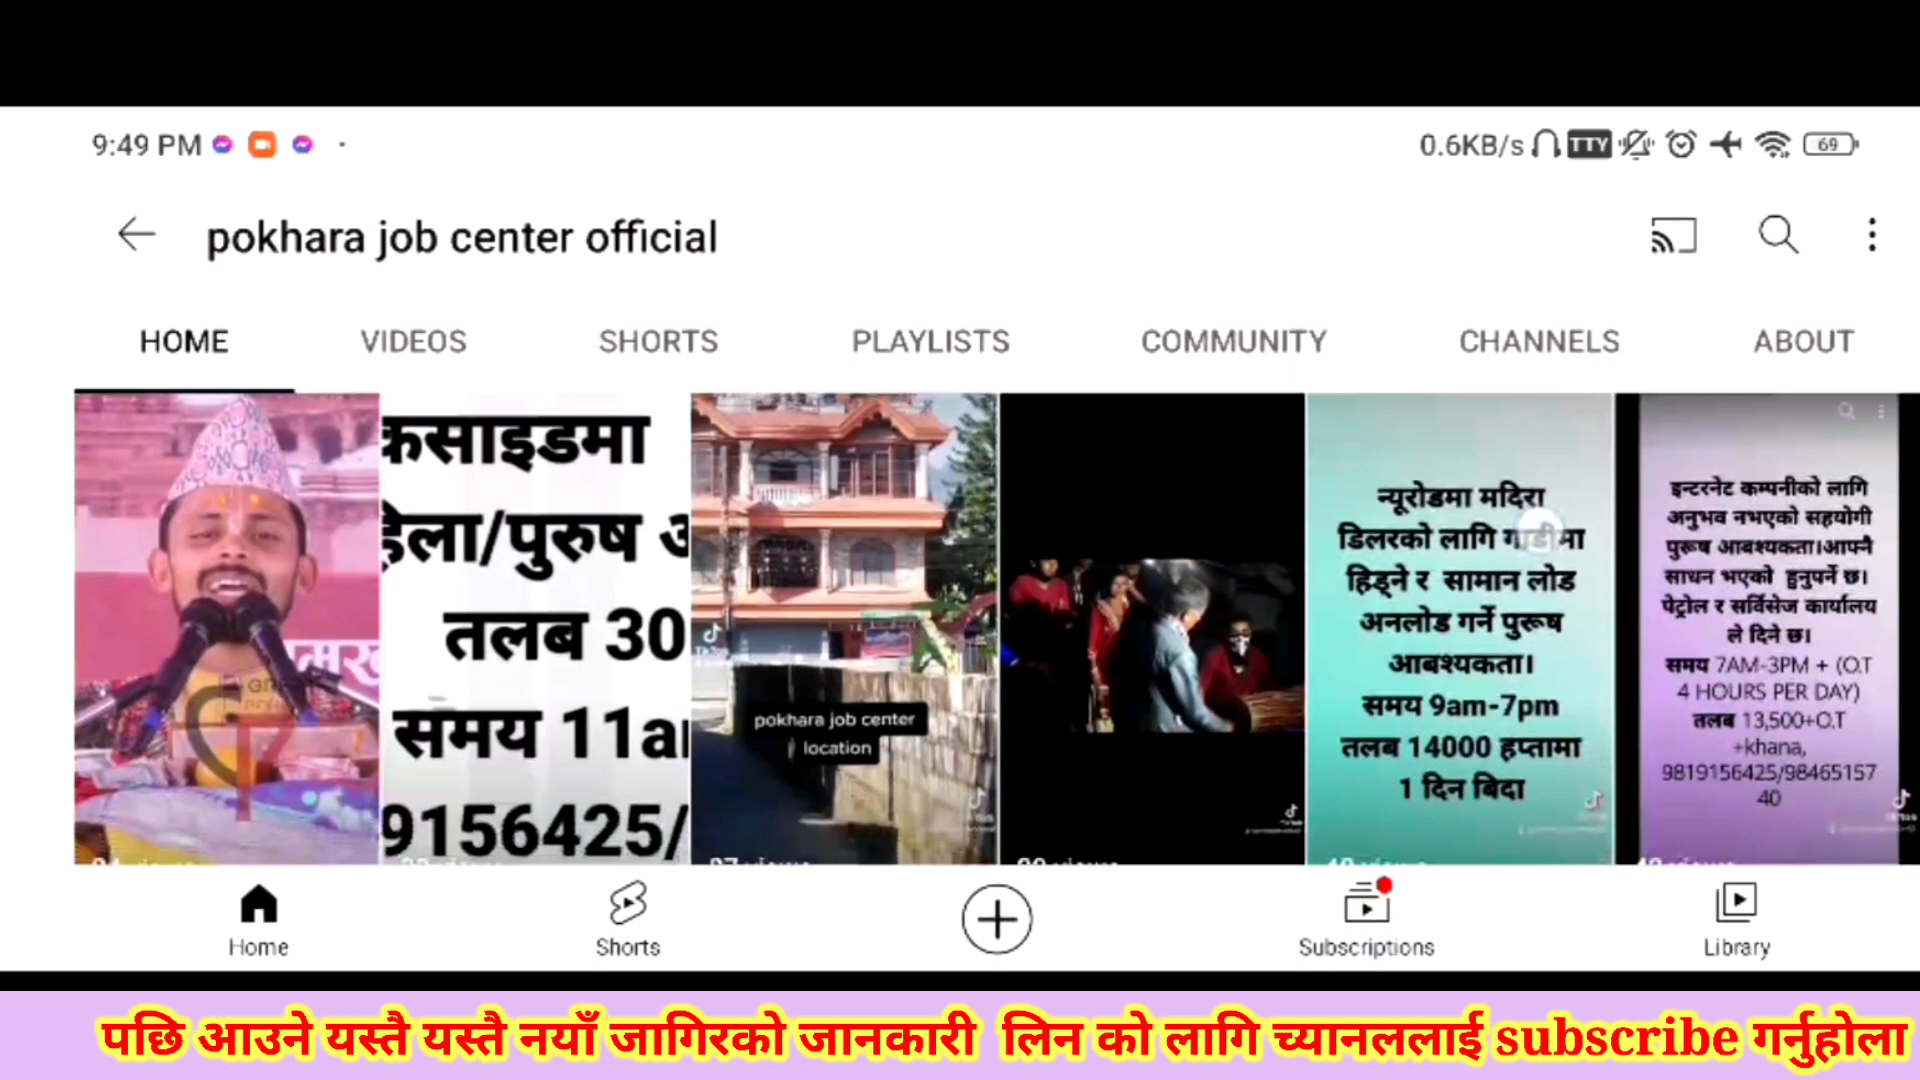 9:49 PM
0.6KB/s TTY 69
pokhara job center official
HOME VIDEOS SHORTS PLAYLISTS COMMUNITY CHANNELS ABOUT
कसाइडमा
हिला/पुरुष
तलब 30
समय 11a
9156425/
pokhara job center
location
न्यूरोडमा मदिरा
डिलरको लागि गाडीमा
हिड्ने र सामान लोड
अनलोड गर्ने पुरूष
आबश्यकता।
समय 9am-7pm
तलब 14000 हप्तामा
1 दिन बिदा
इन्टरनेट कम्पनीको लागि
अनुभव नभएको सहयोगी
पुरूष आबश्यकता।आफ्नै
साधन भएको हुनुपर्ने छ।
पेट्रोल र सर्विसेज कार्यालय
ले दिने छ।
समय 7AM-3PM + (O.T
4 HOURS PER DAY)
तलब 13,500+O.T
+khana,
9819156425/98465157
40
Home Shorts Subscriptions Library
पछि आउने यस्तै यस्तै नयाँ जागिरको जानकारी लिन को लागि च्यानललाई subscribe गर्नुहोला